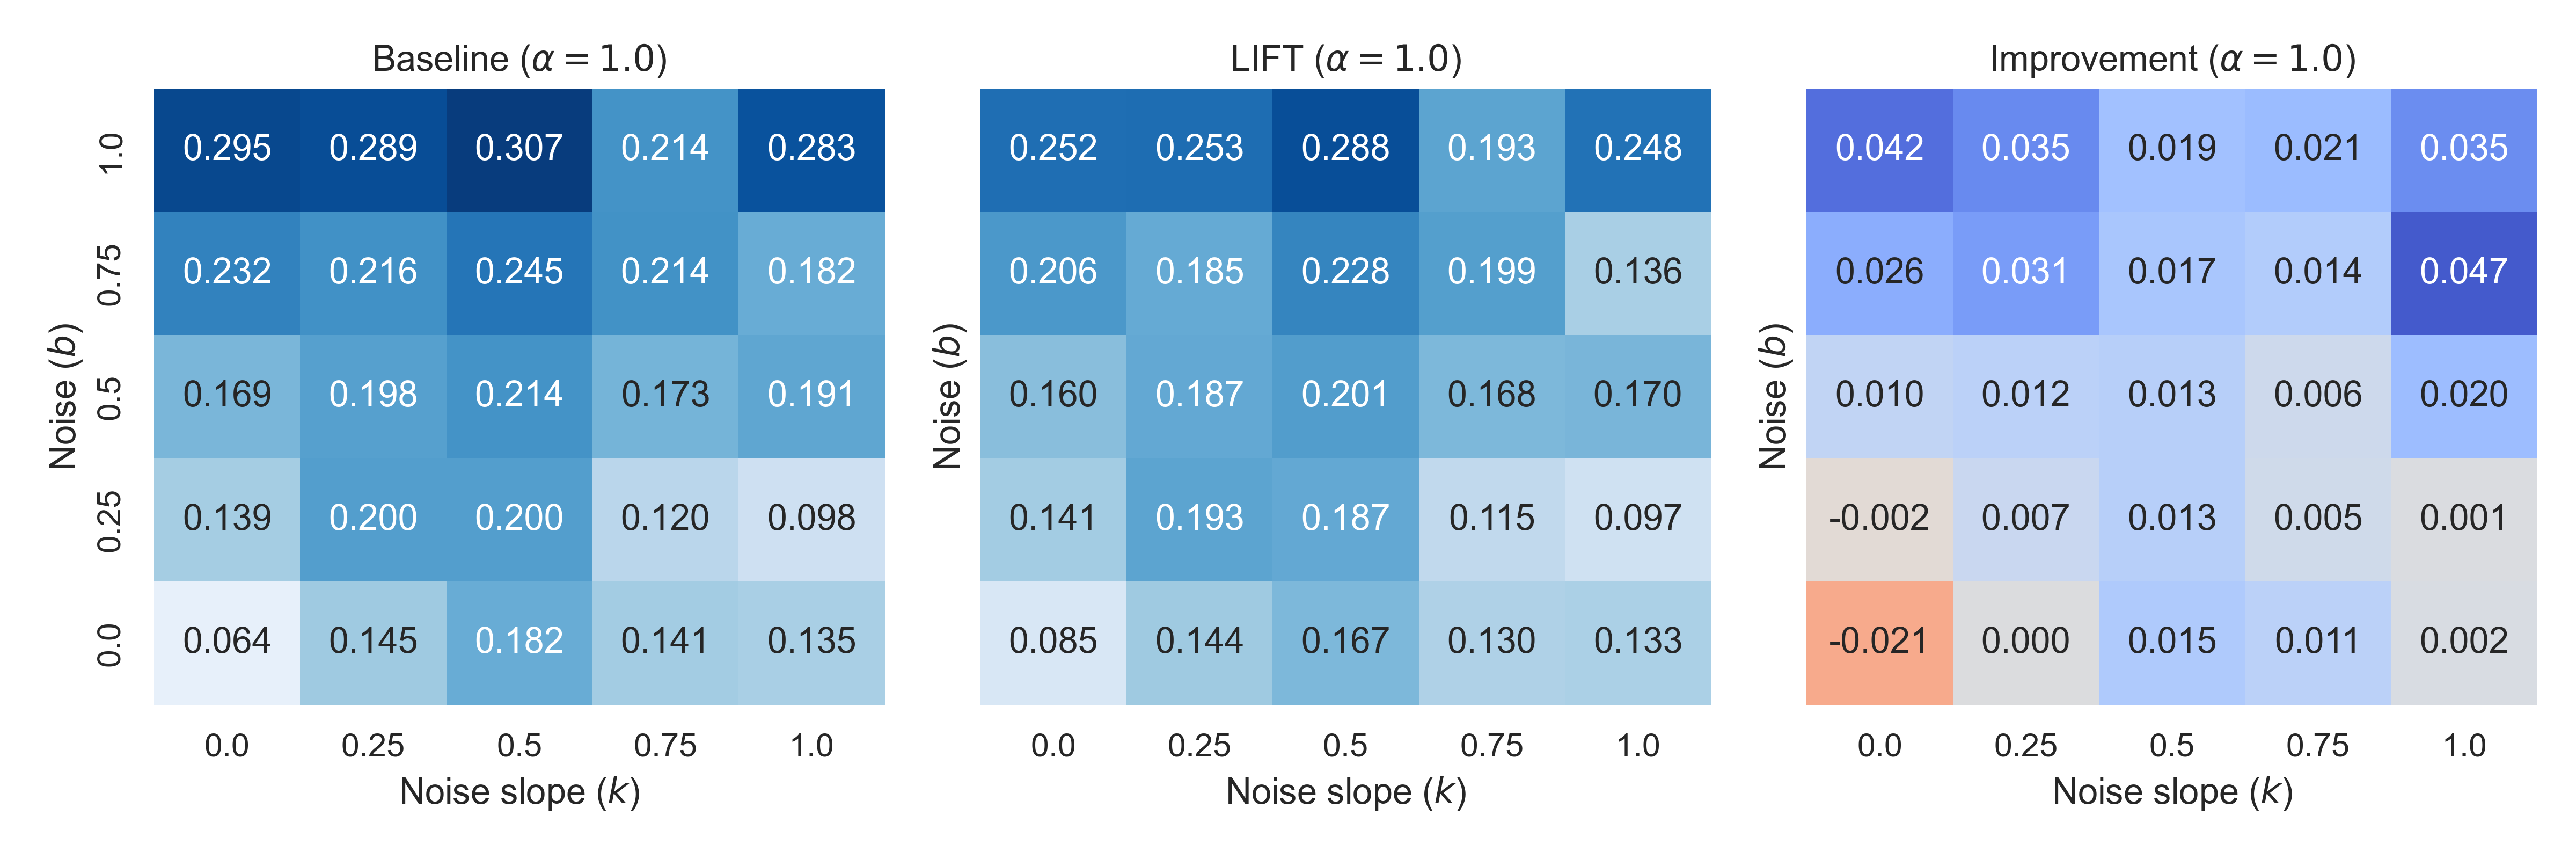 Baseline (α = 1.0)
1.0 0.295 0.289 0.307 0.214 0.283
0.75 0.232 0.216 0.245 0.214 0.182
0.5 0.169 0.198 0.214 0.173 0.191
0.25 0.139 0.200 0.200 0.120 0.098
0.0 0.064 0.145 0.182 0.141 0.135
Noise (b)
0.0 0.25 0.5 0.75 1.0
Noise slope (k)
LIFT (α = 1.0)
0.252 0.253 0.288 0.193 0.248
0.206 0.185 0.228 0.199 0.136
0.160 0.187 0.201 0.168 0.170
0.141 0.193 0.187 0.115 0.097
0.085 0.144 0.167 0.130 0.133
Noise (b)
0.0 0.25 0.5 0.75 1.0
Noise slope (k)
Improvement (α = 1.0)
0.042 0.035 0.019 0.021 0.035
0.026 0.031 0.017 0.014 0.047
0.010 0.012 0.013 0.006 0.020
-0.002 0.007 0.013 0.005 0.001
-0.021 0.000 0.015 0.011 0.002
Noise (b)
0.0 0.25 0.5 0.75 1.0
Noise slope (k)